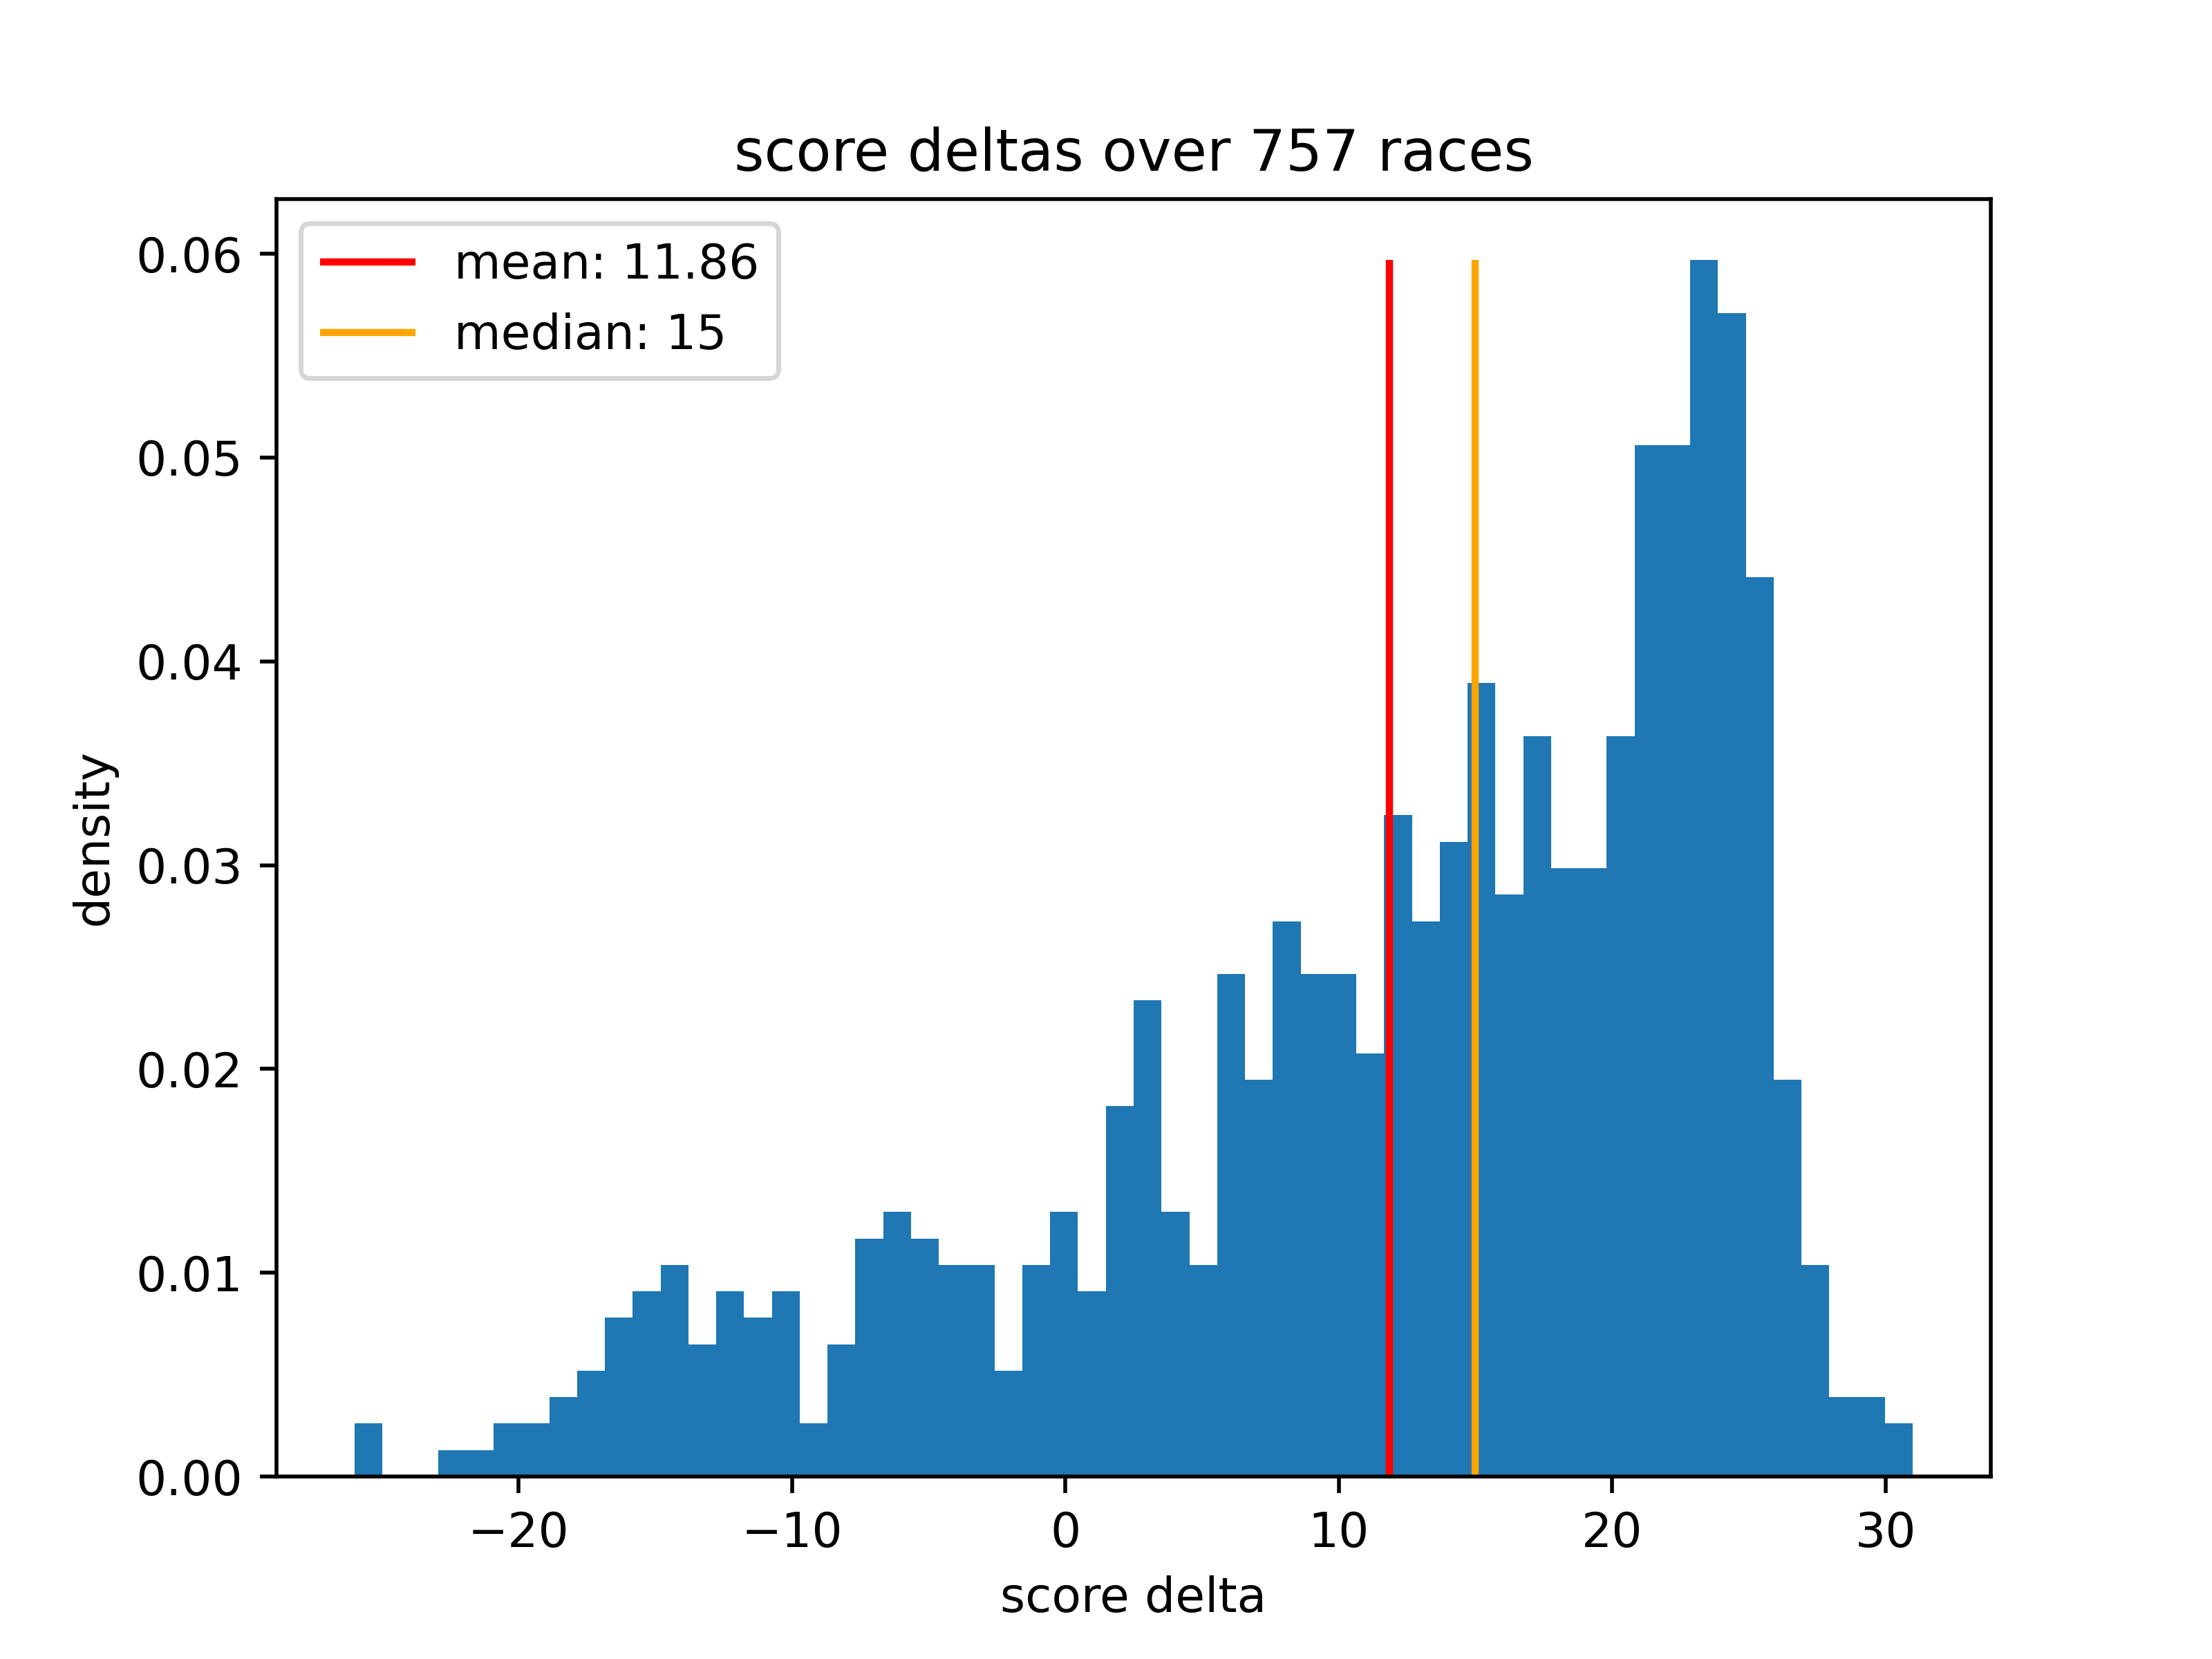 score deltas over 757 races
mean: 11.86
median: 15
0.06
0.05
0.04
0.03
0.02
0.01
0.00
density
−20 −10 0 10 20 30
score delta